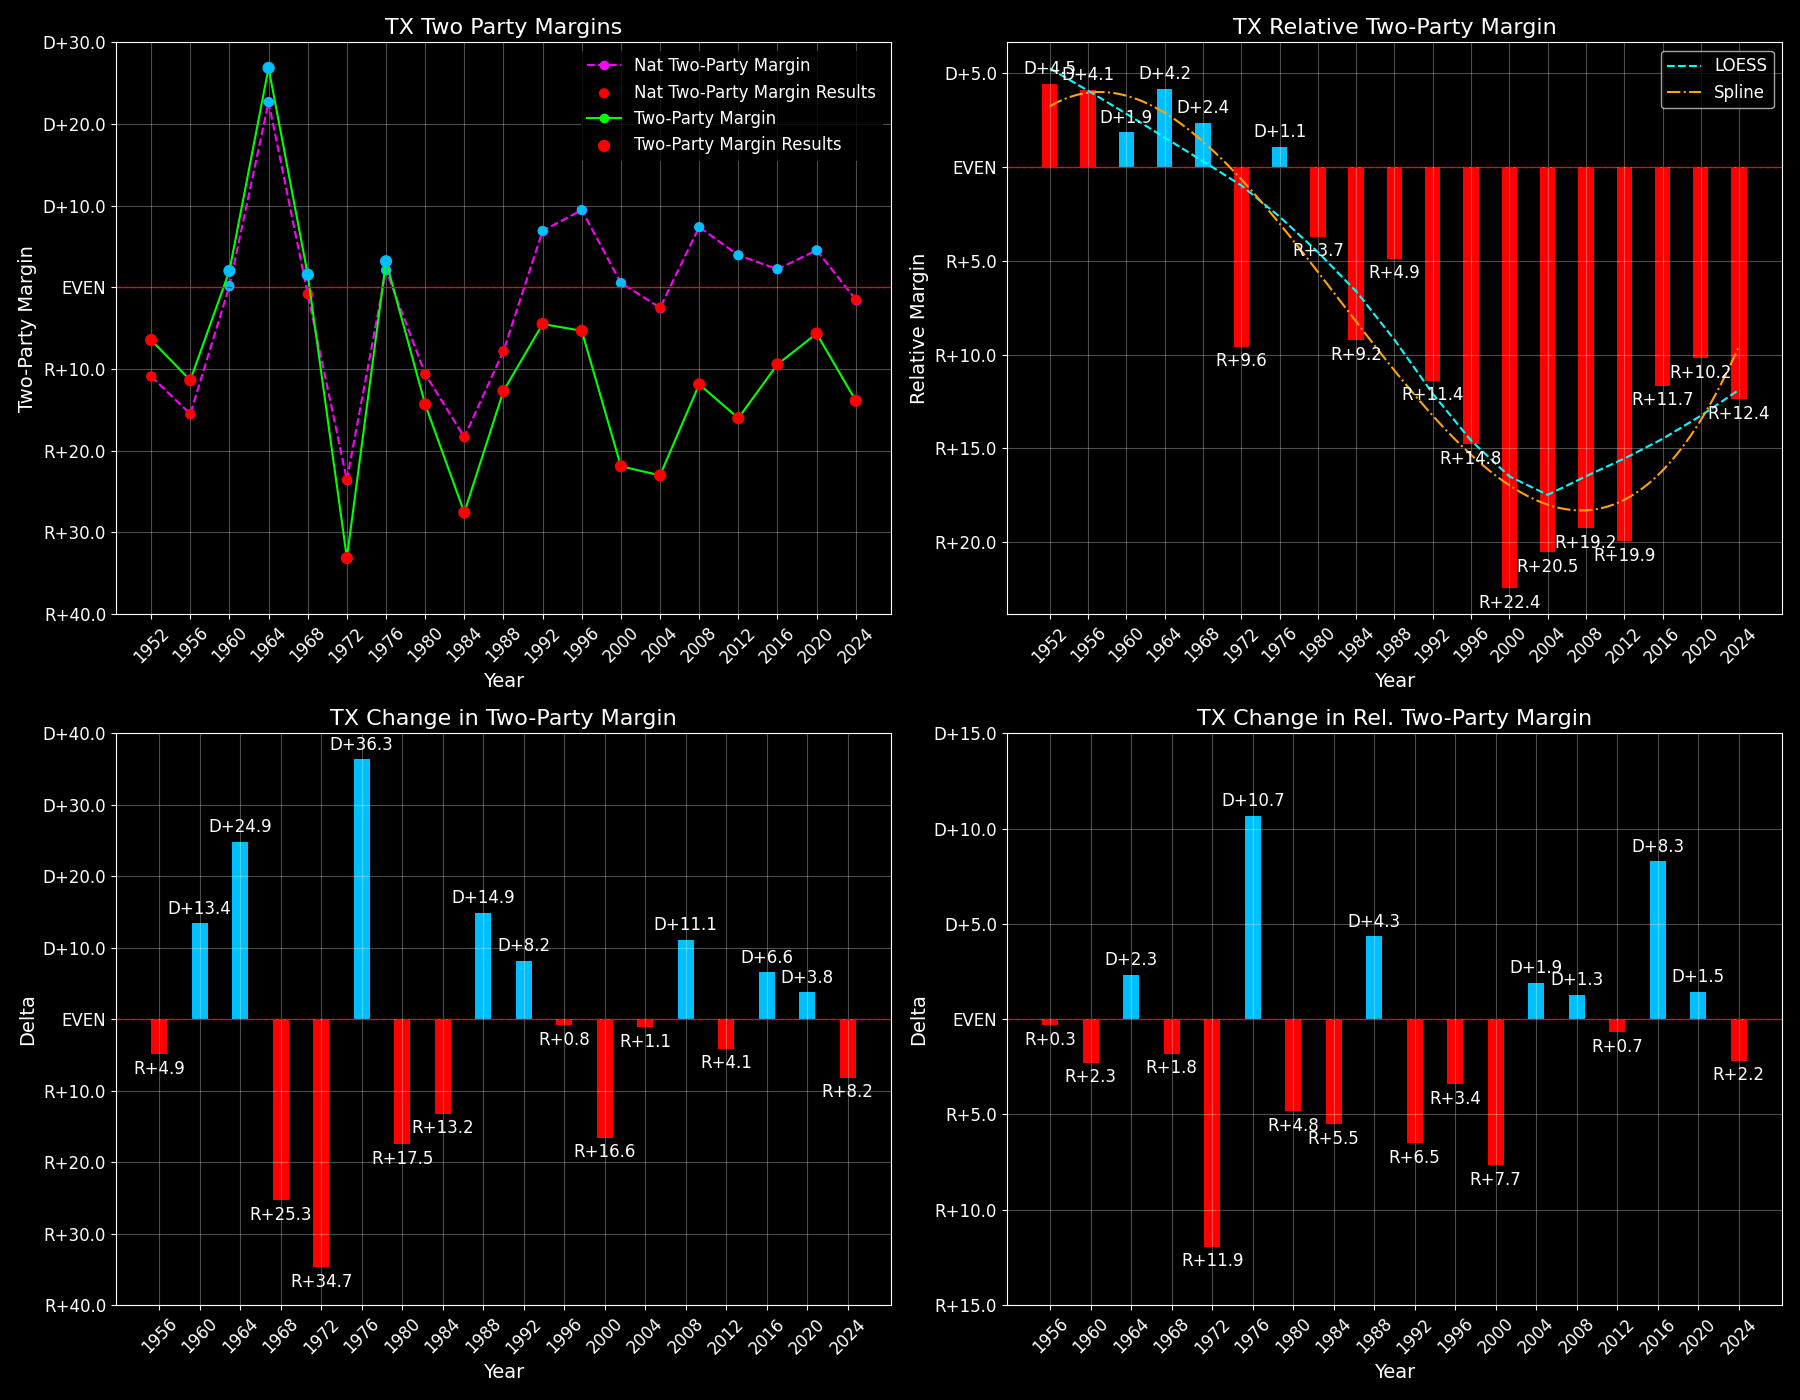 TX Two Party Margins
D+30.0
D+20.0
D+10.0
EVEN
R+10.0
R+20.0
R+30.0
R+40.0
Two-Party Margin
Nat Two-Party Margin
Nat Two-Party Margin Results
Two-Party Margin
Two-Party Margin Results
1952 1956 1960 1964 1968 1972 1976 1980 1984 1988 1992 1996 2000 2004 2008 2012 2016 2020 2024
Year
TX Relative Two-Party Margin
D+5.0
EVEN
R+5.0
R+10.0
R+15.0
R+20.0
Relative Margin
LOESS
Spline
D+4.5
D+4.1
D+1.9
D+4.2
D+2.4
R+9.6
D+1.1
R+3.7
R+9.2
R+4.9
R+11.4
R+14.8
R+22.4
R+20.5
R+19.2
R+19.9
R+11.7
R+10.2
R+12.4
1952 1956 1960 1964 1968 1972 1976 1980 1984 1988 1992 1996 2000 2004 2008 2012 2016 2020 2024
Year
TX Change in Two-Party Margin
D+40.0
D+30.0
D+20.0
D+10.0
EVEN
R+10.0
R+20.0
R+30.0
R+40.0
Delta
R+4.9
D+13.4
D+24.9
R+25.3
R+34.7
D+36.3
R+17.5
R+13.2
D+14.9
D+8.2
R+0.8
R+16.6
R+1.1
D+11.1
R+4.1
D+6.6
D+3.8
R+8.2
1956 1960 1964 1968 1972 1976 1980 1984 1988 1992 1996 2000 2004 2008 2012 2016 2020 2024
Year
TX Change in Rel. Two-Party Margin
D+15.0
D+10.0
D+5.0
EVEN
R+5.0
R+10.0
R+15.0
Delta
R+0.3
R+2.3
D+2.3
R+1.8
R+11.9
D+10.7
R+4.8
R+5.5
D+4.3
R+6.5
R+3.4
R+7.7
D+1.9
D+1.3
R+0.7
D+8.3
D+1.5
R+2.2
1956 1960 1964 1968 1972 1976 1980 1984 1988 1992 1996 2000 2004 2008 2012 2016 2020 2024
Year